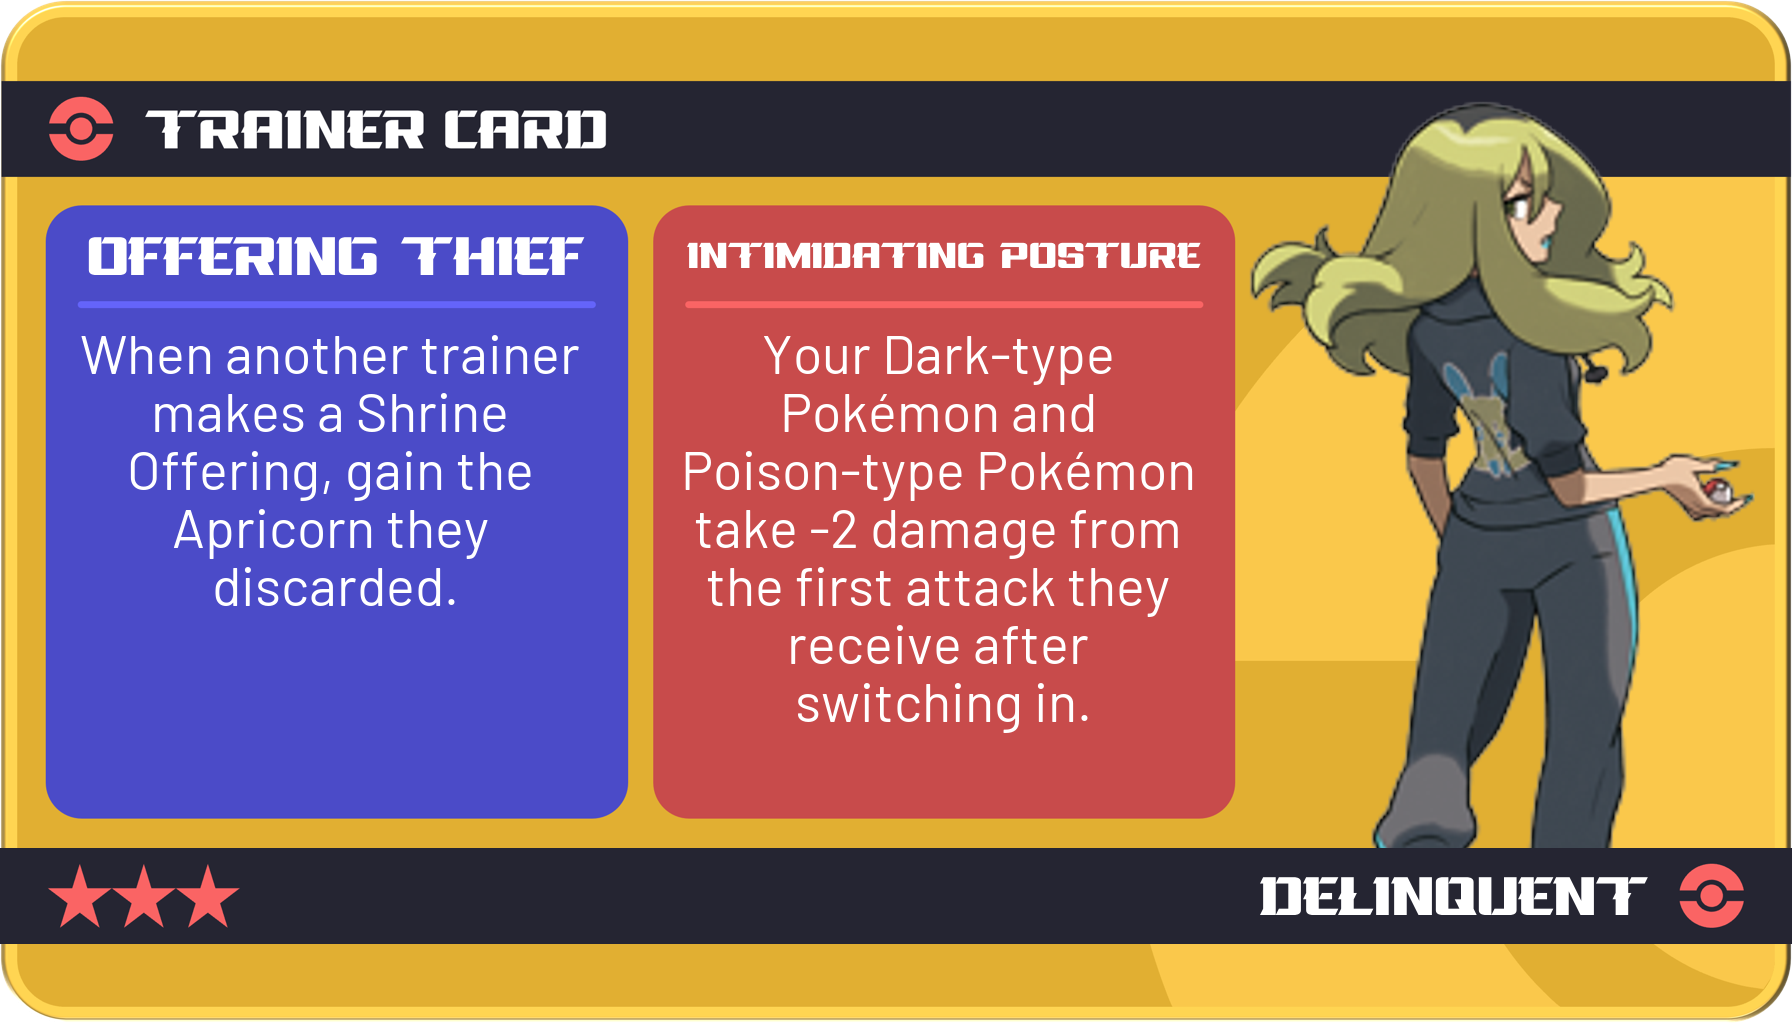 TRAINER CARD
OFFERING THIEF
When another trainer
makes a Shrine
Offering, gain the
Apricorn they
discarded.
INTIMIDATING POSTURE
Your Dark-type
Pokémon and
Poison-type Pokémon
take -2 damage from
the first attack they
receive after
switching in.
DELINQUENT